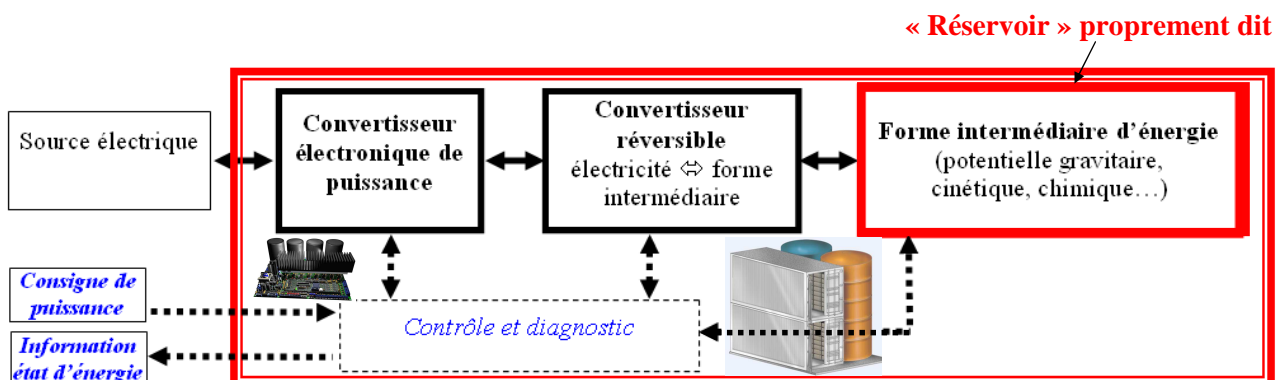 « Réservoir » proprement dit
Source électrique
Convertisseur
électronique de
puissance
Convertisseur
réversible
électricité ⇔ forme
intermédiaire
Forme intermédiaire d'énergie
(potentielle gravitaire,
cinétique, chimique…)
Consigne de
puissance
Contrôle et diagnostic
Information
état d'énergie